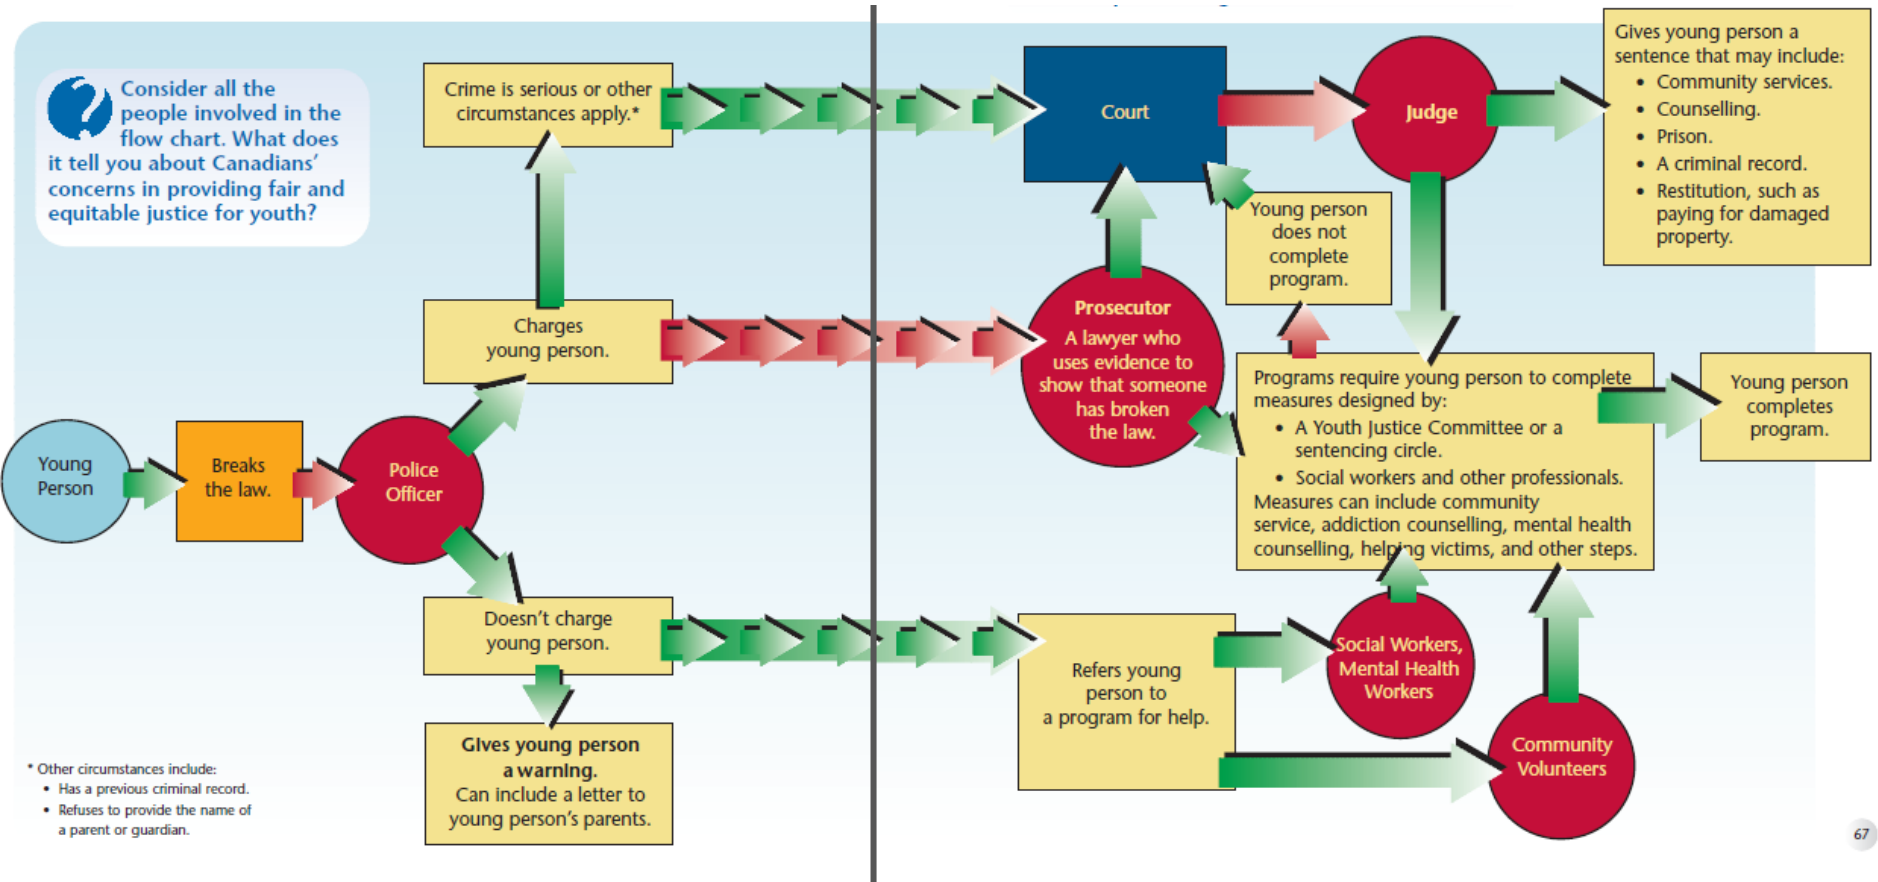 Consider all the
people involved in the
flow chart. What does
it tell you about Canadians'
concerns in providing fair and
equitable justice for youth?
Young
Person
Breaks
the law.
Police
Officer
Crime is serious or other
circumstances apply.*
Charges
young person.
Doesn't charge
young person.
Gives young person
a warning.
Can include a letter to
young person's parents.
* Other circumstances include:
• Has a previous criminal record.
• Refuses to provide the name of
a parent or guardian.
Court
Judge
Gives young person a
sentence that may include:
• Community services.
• Counselling.
• Prison.
• A criminal record.
• Restitution, such as
paying for damaged
property.
Young person
does not
complete
program.
Prosecutor
A lawyer who
uses evidence to
show that someone
has broken
the law.
Programs require young person to complete
measures designed by:
• A Youth Justice Committee or a
sentencing circle.
• Social workers and other professionals.
Measures can include community
service, addiction counselling, mental health
counselling, helping victims, and other steps.
Young person
completes
program.
Refers young
person to
a program for help.
Social Workers,
Mental Health
Workers
Community
Volunteers
67